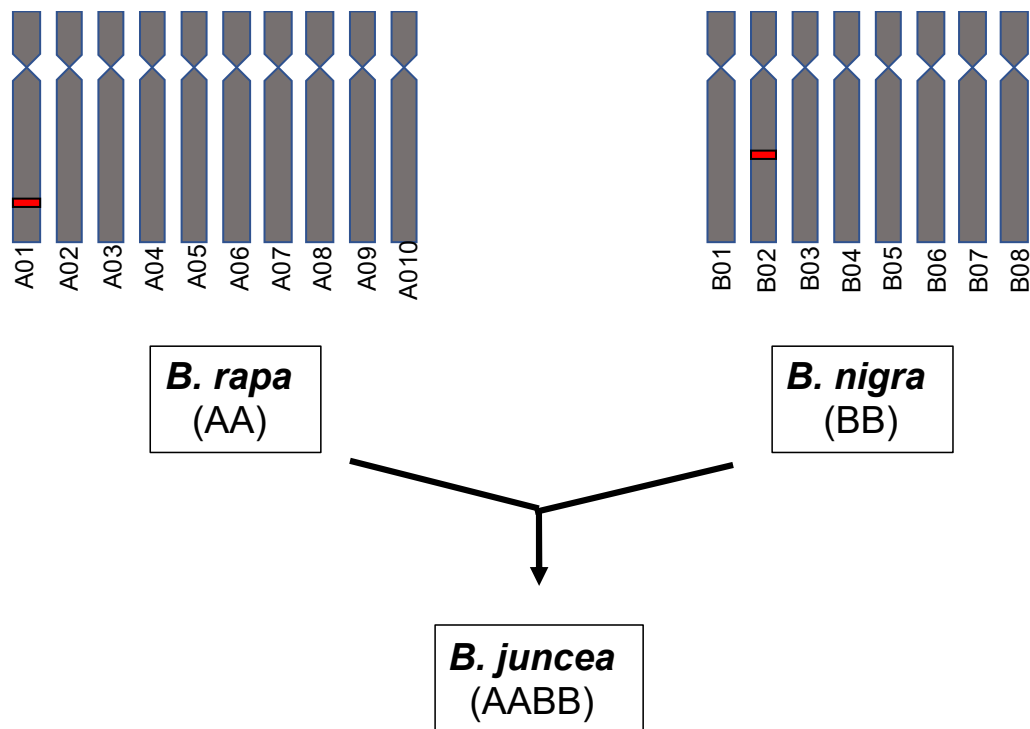 A01
A02
A03
A04
A05
A06
A07
A08
A09
A010
B01
B02
B03
B04
B05
B06
B07
B08
B. rapa
(AA)
B. nigra
(BB)
B. juncea
(AABB)